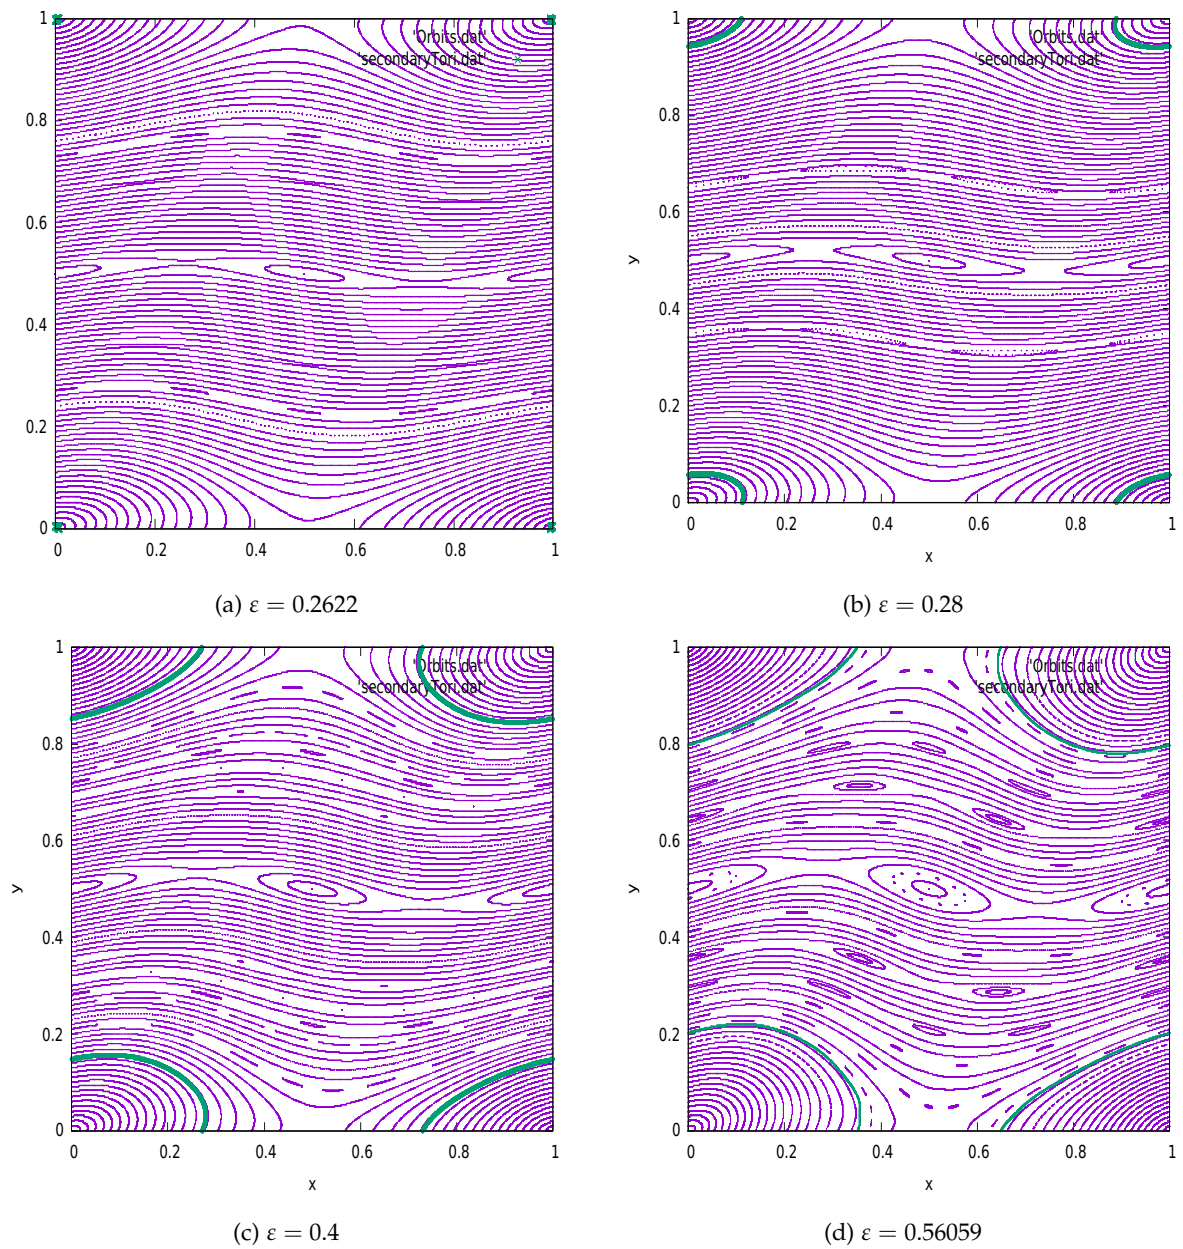 1
0.8
0.6
0.4
0.2
0
0 0.2 0.4 0.6 0.8 1
'Orbits.dat'
'secondaryTori.dat'
(a) ε = 0.2622
1
0.8
0.6
0.4
0.2
0
0 0.2 0.4 0.6 0.8 1
y
x
'Orbits.dat'
'secondaryTori.dat
(b) ε = 0.28
1
0.8
0.6
0.4
0.2
0
0 0.2 0.4 0.6 0.8 1
y
x
'Orbits.dat'
'secondaryTori.dat'
(c) ε = 0.4
1
0.8
0.6
0.4
0.2
0
0 0.2 0.4 0.6 0.8 1
y
x
'Orbits.dat'
'secondaryTori.dat'
(d) ε = 0.56059